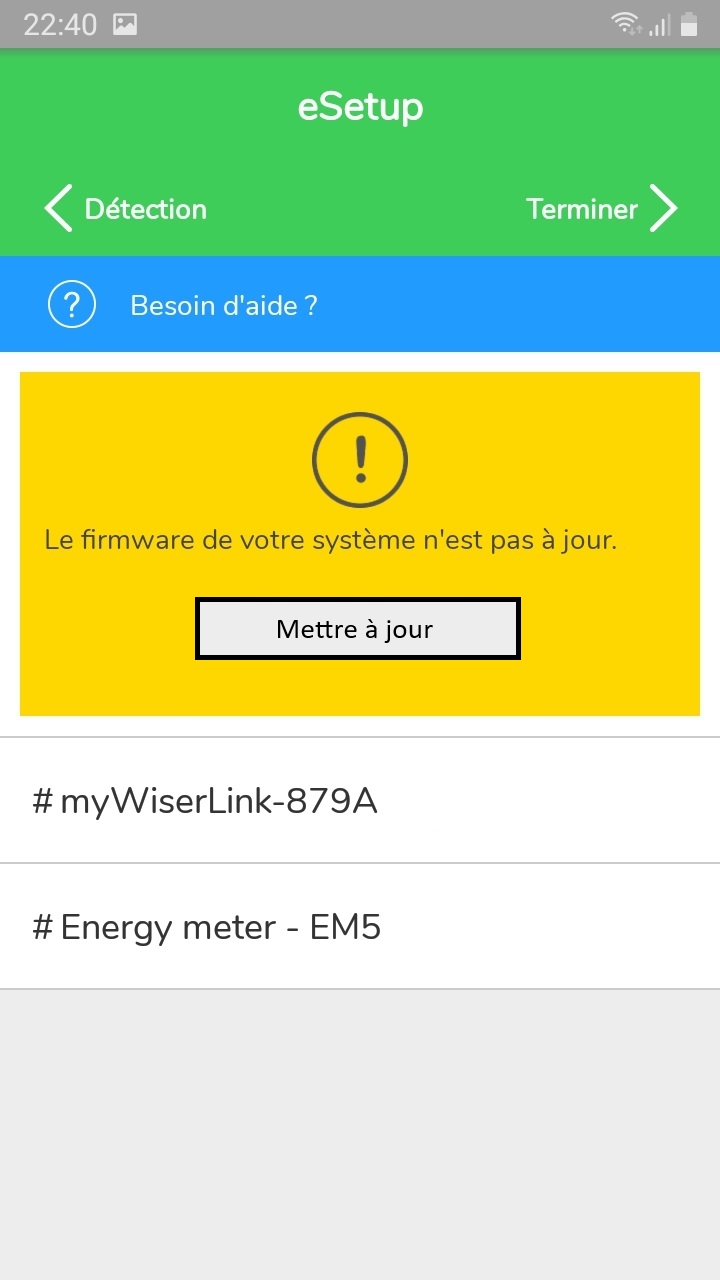 22:40
eSetup
Détection Terminer
? Besoin d'aide ?
!
Le firmware de votre système n'est pas à jour.
Mettre à jour
# myWiserLink-879A
# Energy meter - EM5